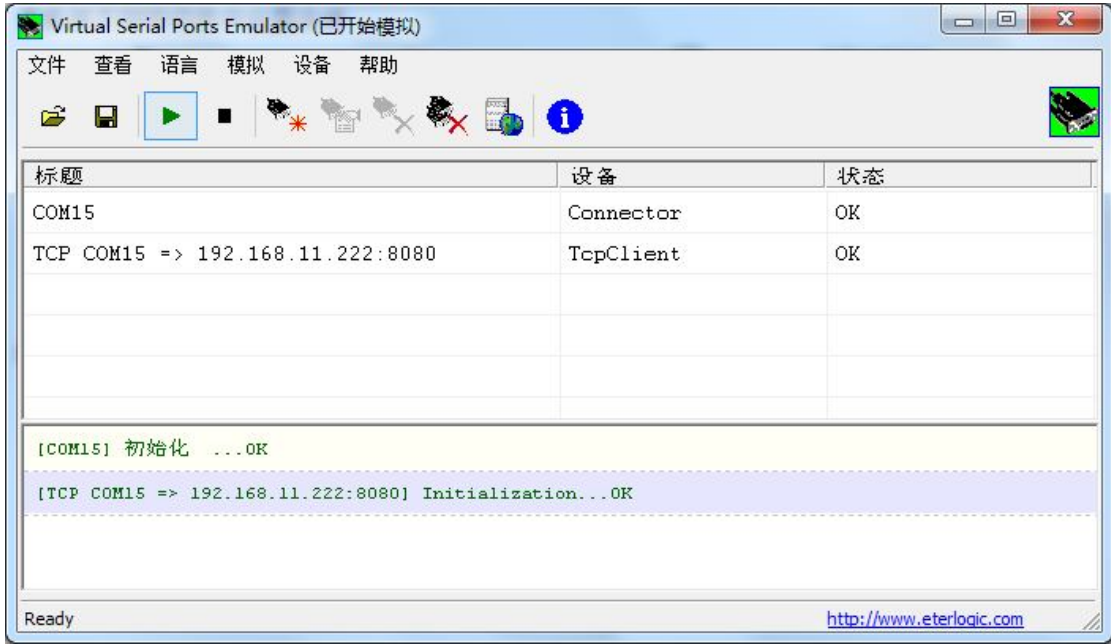 Virtual Serial Ports Emulator (已开始模拟)
文件 查看 语言 模拟 设备 帮助
标题 设备 状态
COM15 Connector OK
TCP COM15 => 192.168.11.222:8080 TcpClient OK
[COM15] 初始化 ...OK
[TCP COM15 => 192.168.11.222:8080] Initialization...OK
Ready http://www.eterlogic.com